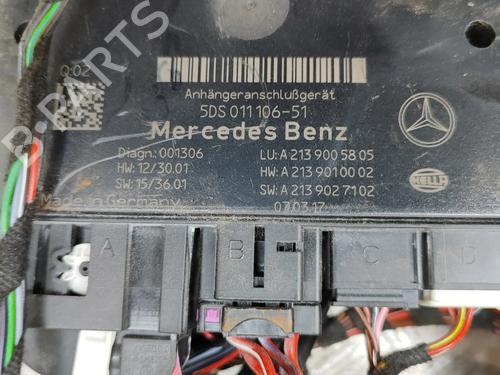 0:02
Anhängeranschlußgerät
5DS 011 106-51
Mercedes Benz
Diagn.: 001306
HW: 12/30.01
SW: 15/36.01
Made in Germany
LU: A 213 900 58 05
HW: A 213 901 00 02
SW: A 213 902 71 02
07.03.17
HELLA
A
B
C
D